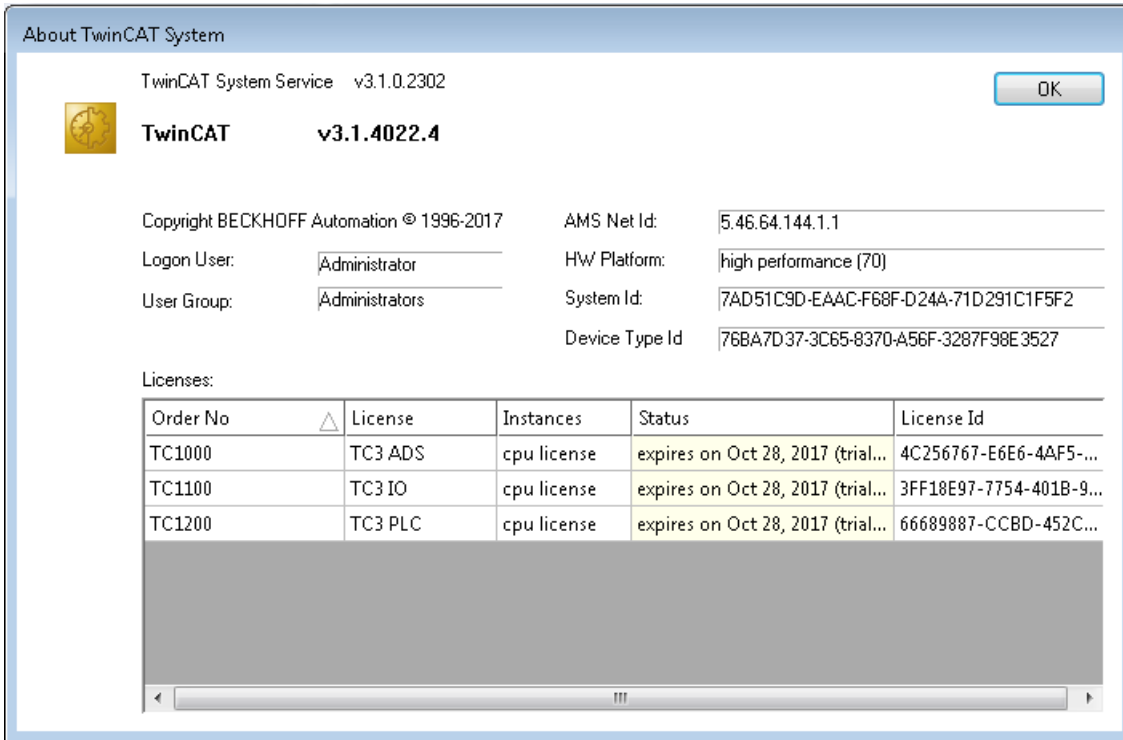 About TwinCAT System
TwinCAT System Service v3.1.0.2302
OK
TwinCAT v3.1.4022.4
Copyright BECKHOFF Automation © 1996-2017
AMS Net Id: 5.46.64.144.1.1
Logon User: Administrator
HW Platform: high performance (70)
User Group: Administrators
System Id: 7AD51C9D-EAAC-F68F-D24A-71D291C1F5F2
Device Type Id 76BA7D37-3C65-8370-A56F-3287F98E3527
Licenses:
Order No License Instances Status License Id
TC1000 TC3 ADS cpu license expires on Oct 28, 2017 (trial... 4C256767-E6E6-4AF5-...
TC1100 TC3 IO cpu license expires on Oct 28, 2017 (trial... 3FF18E97-7754-401B-9...
TC1200 TC3 PLC cpu license expires on Oct 28, 2017 (trial... 66689887-CCBD-452C...